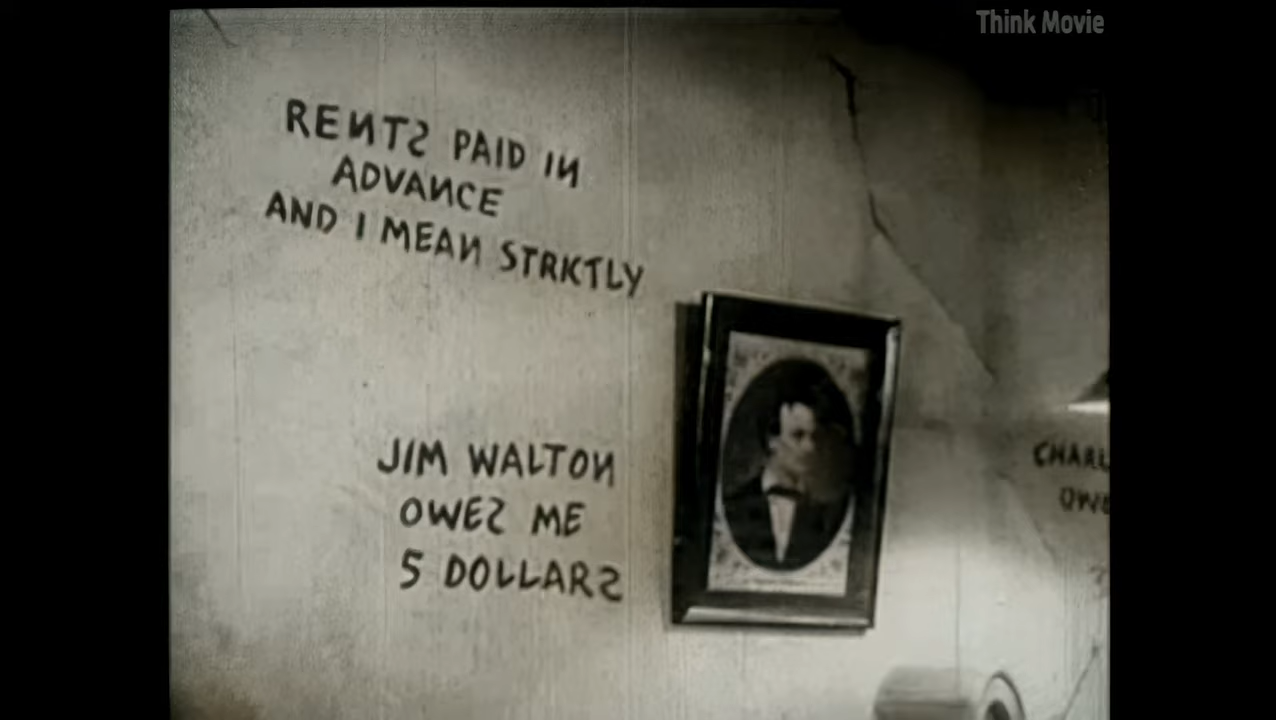 Think Movie
RENTS PAID IN
ADVANCE
AND I MEAN STRKTLY
JIM WALTON
OWES ME
5 DOLLARS